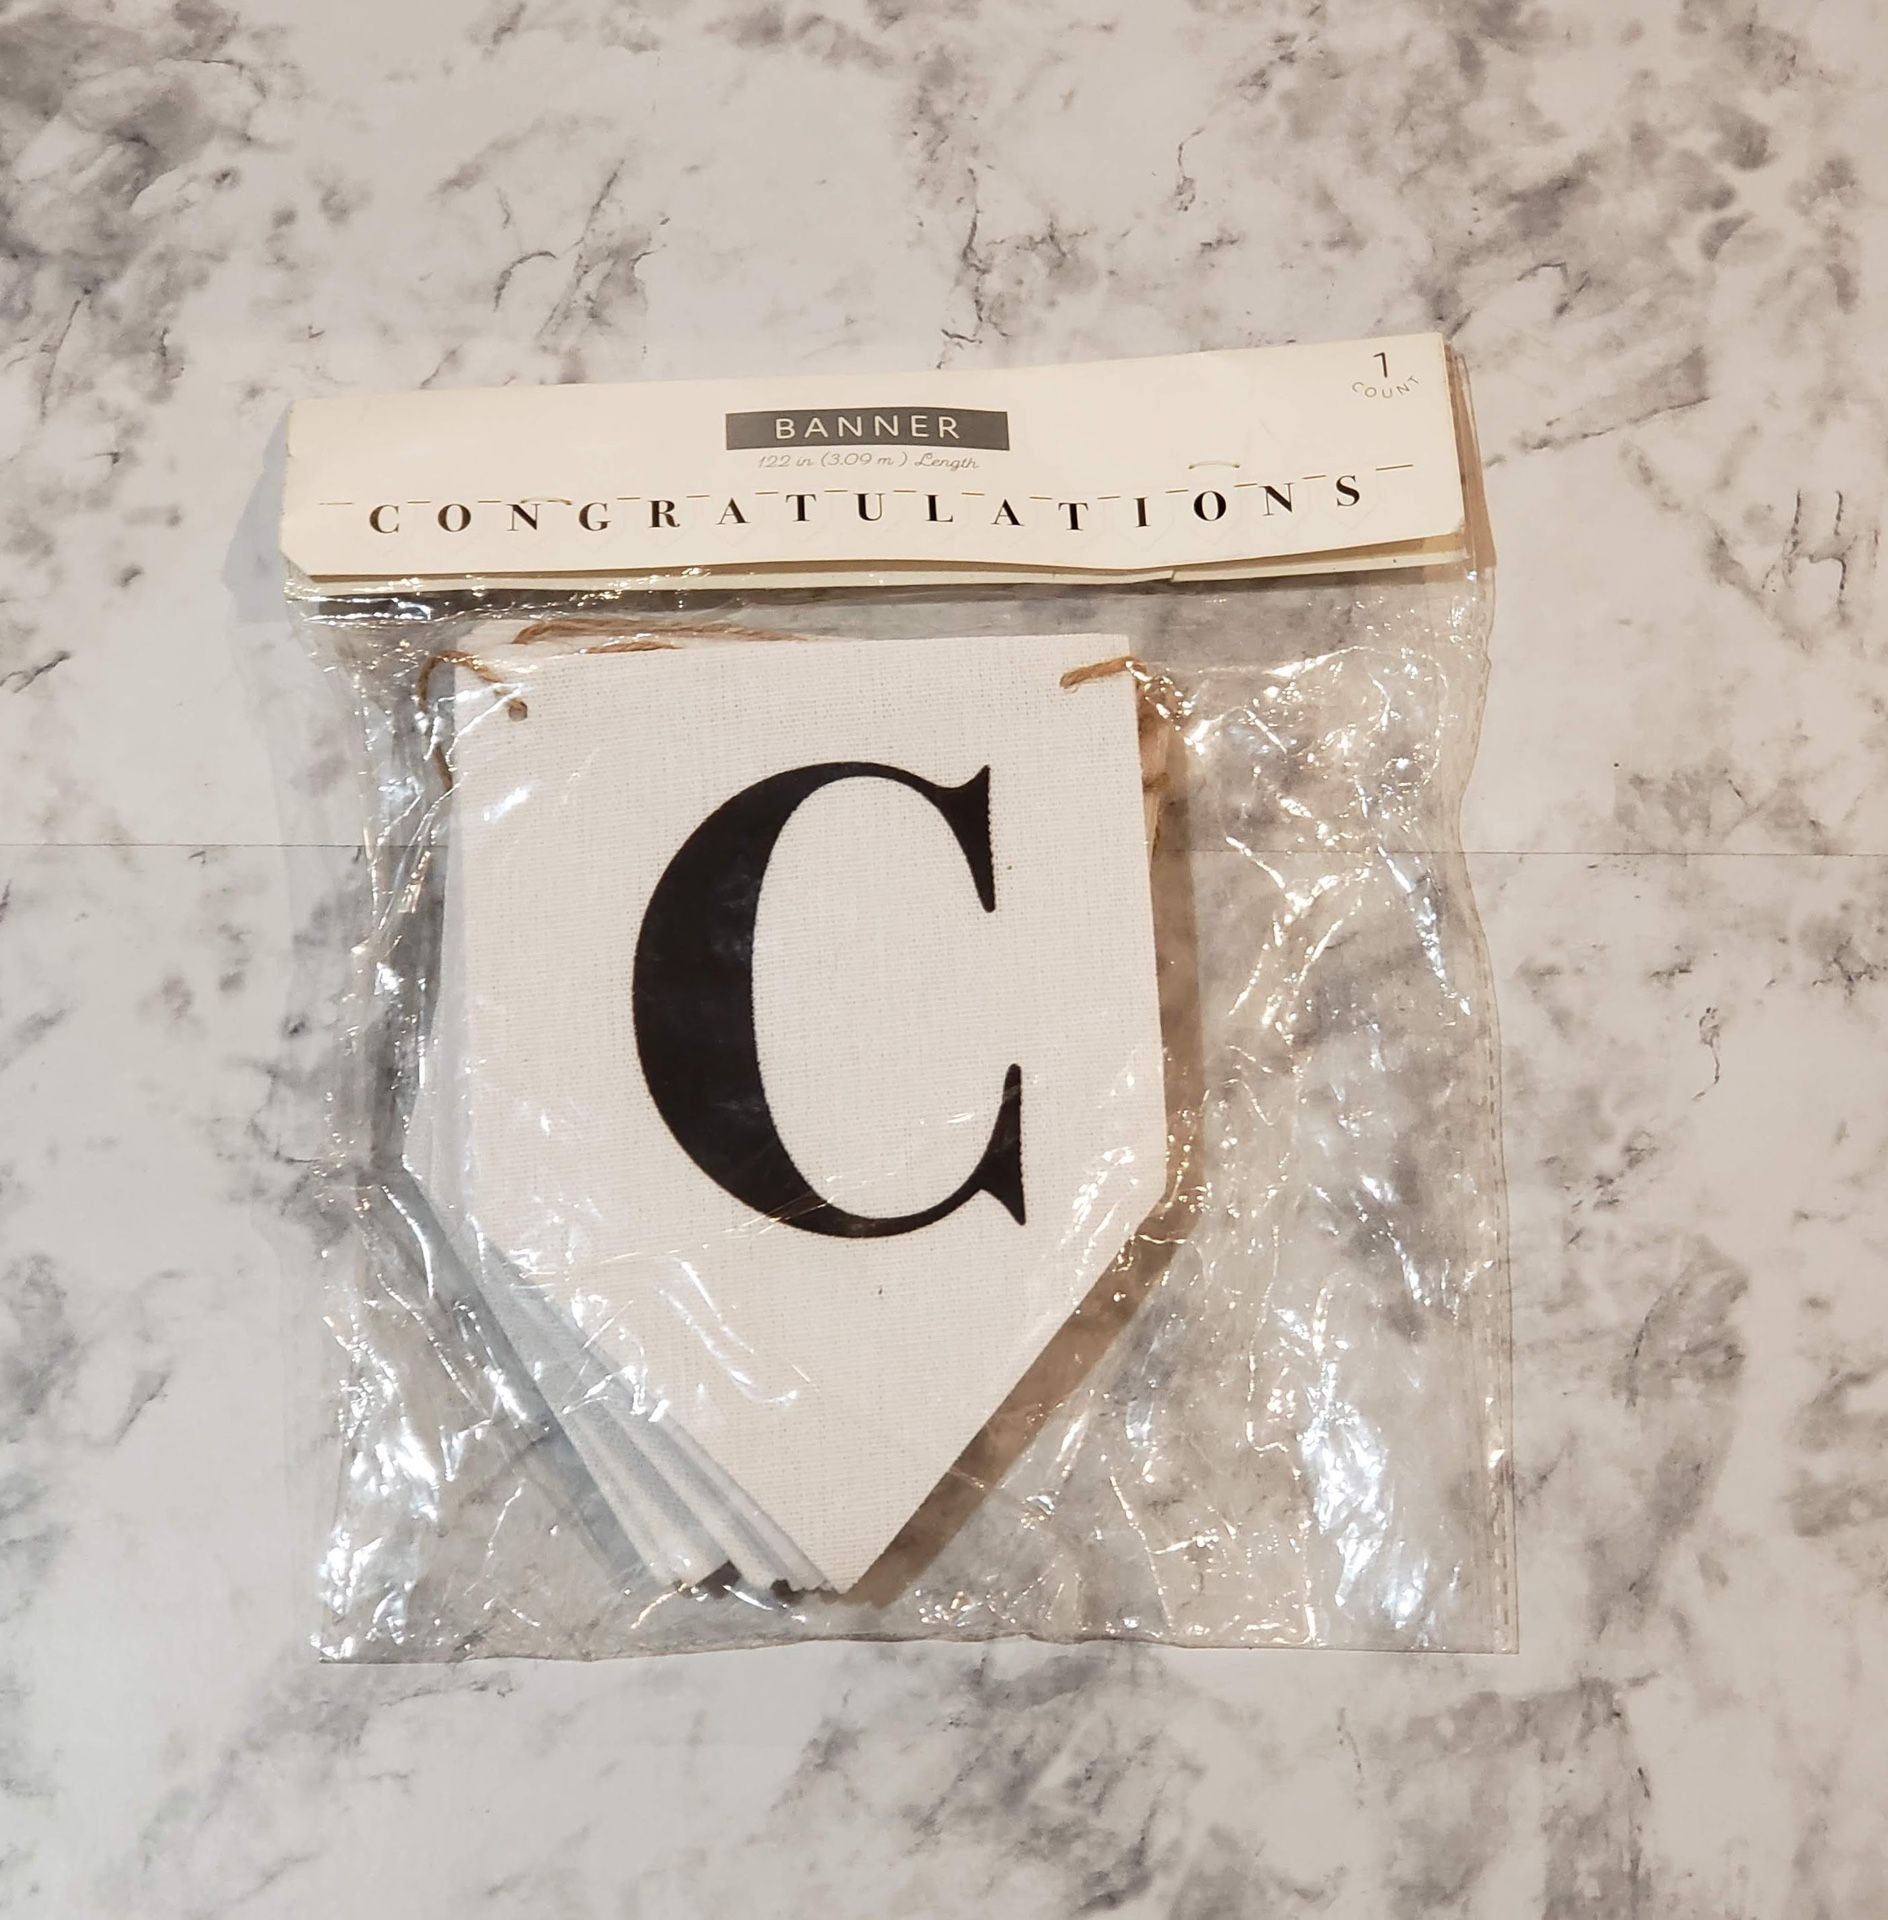 1
COUNT
BANNER
122 in (3.09 m) Length
CONGRATULATIONS
C